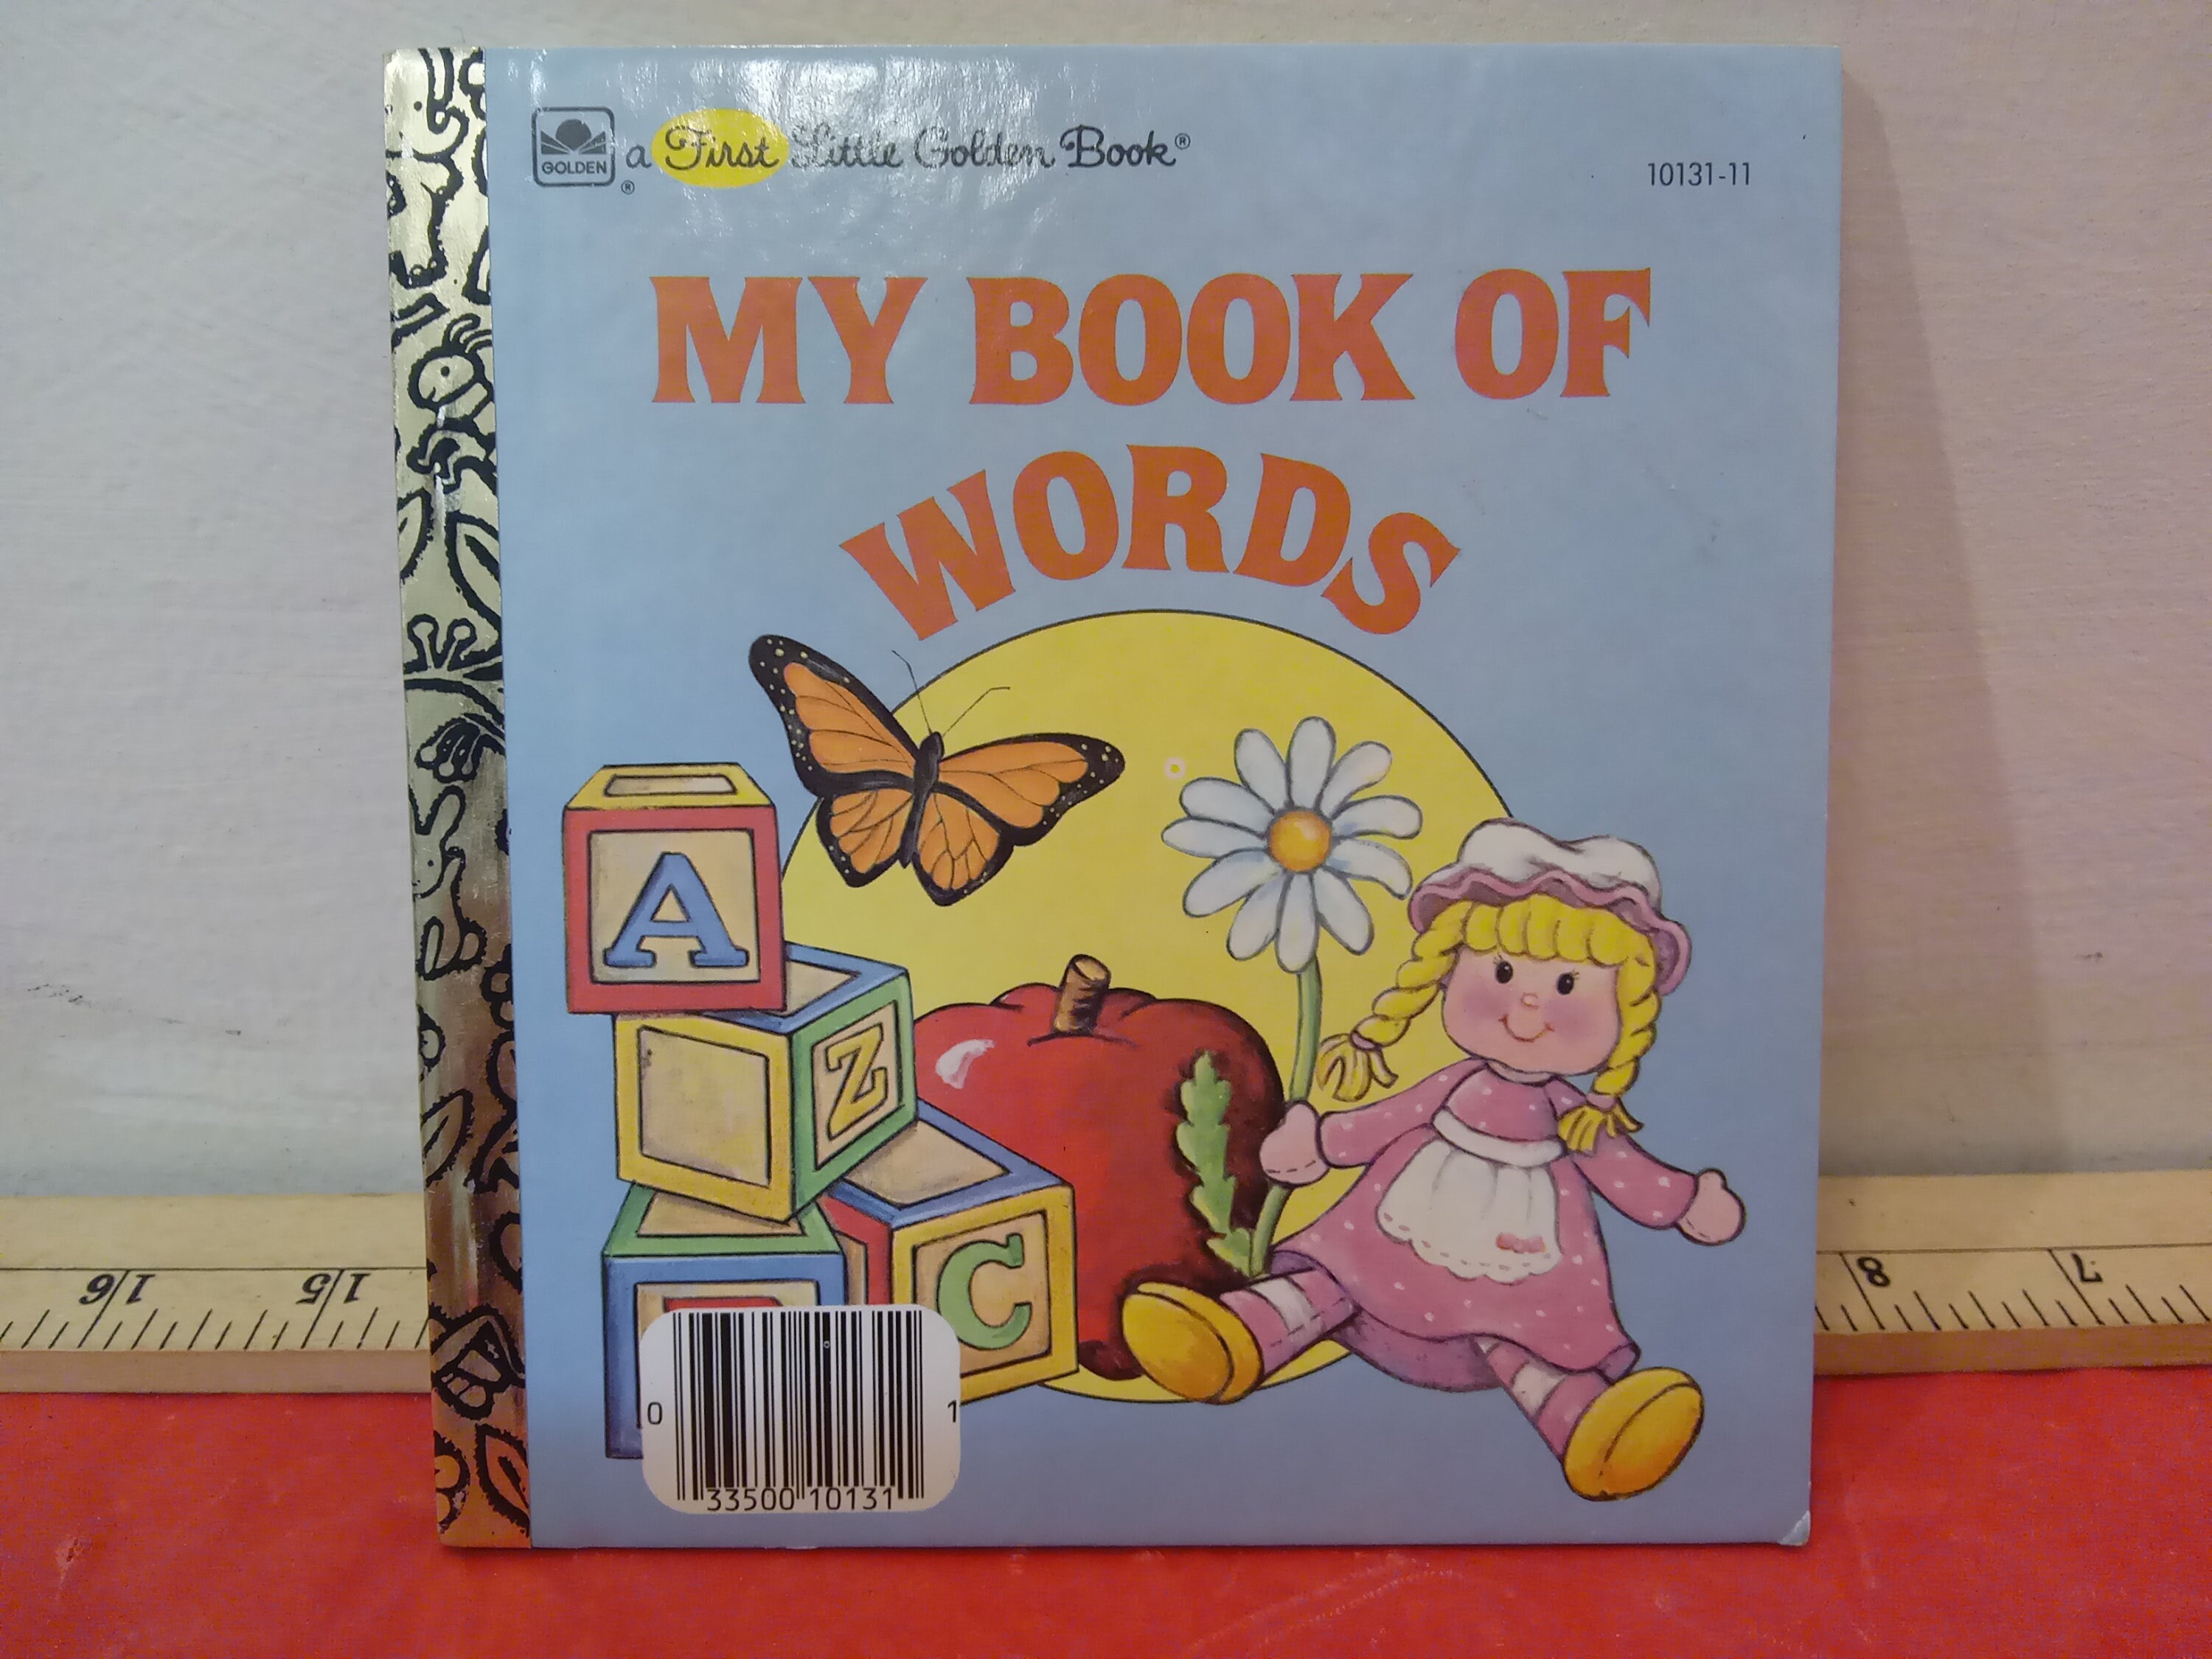 GOLDEN
®
a First Little Golden Book®
10131-11
MY BOOK OF
WORDS
A
Z
C
0 33500 10131 1
16 15 8 7